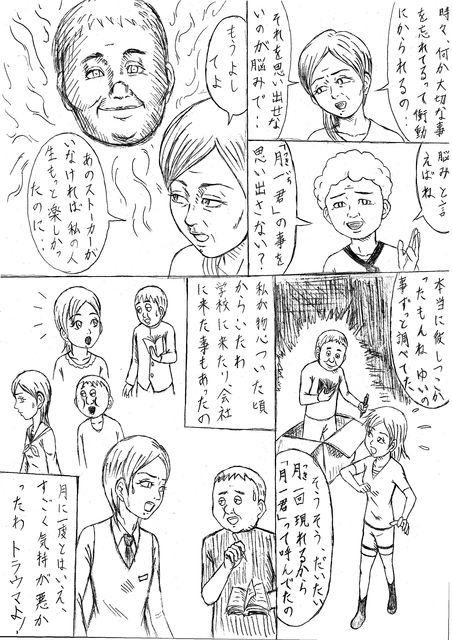 時々、何か大切な事
を忘れてるって衝動
にかられるの…
それを思い出せな
いのが悩みで…
悩みと言
えばね
「月一君」の事を
思い出さない?
もうよし
てよ
あのストーカーが
いなければ私の人
生もっと楽しかっ
たのに…
本当に疲しつこか
ったもんね ゆいの
事ずっと調べてた
そうそう、だいたい
月一回現れるから
「月一君」って呼んでたの
私が物心ついた頃
からいたわ
学校に来たり、会社
に来た事もあったの
月に一度とはいえ、
すごく気持が悪か
ったわ トラウマよ!